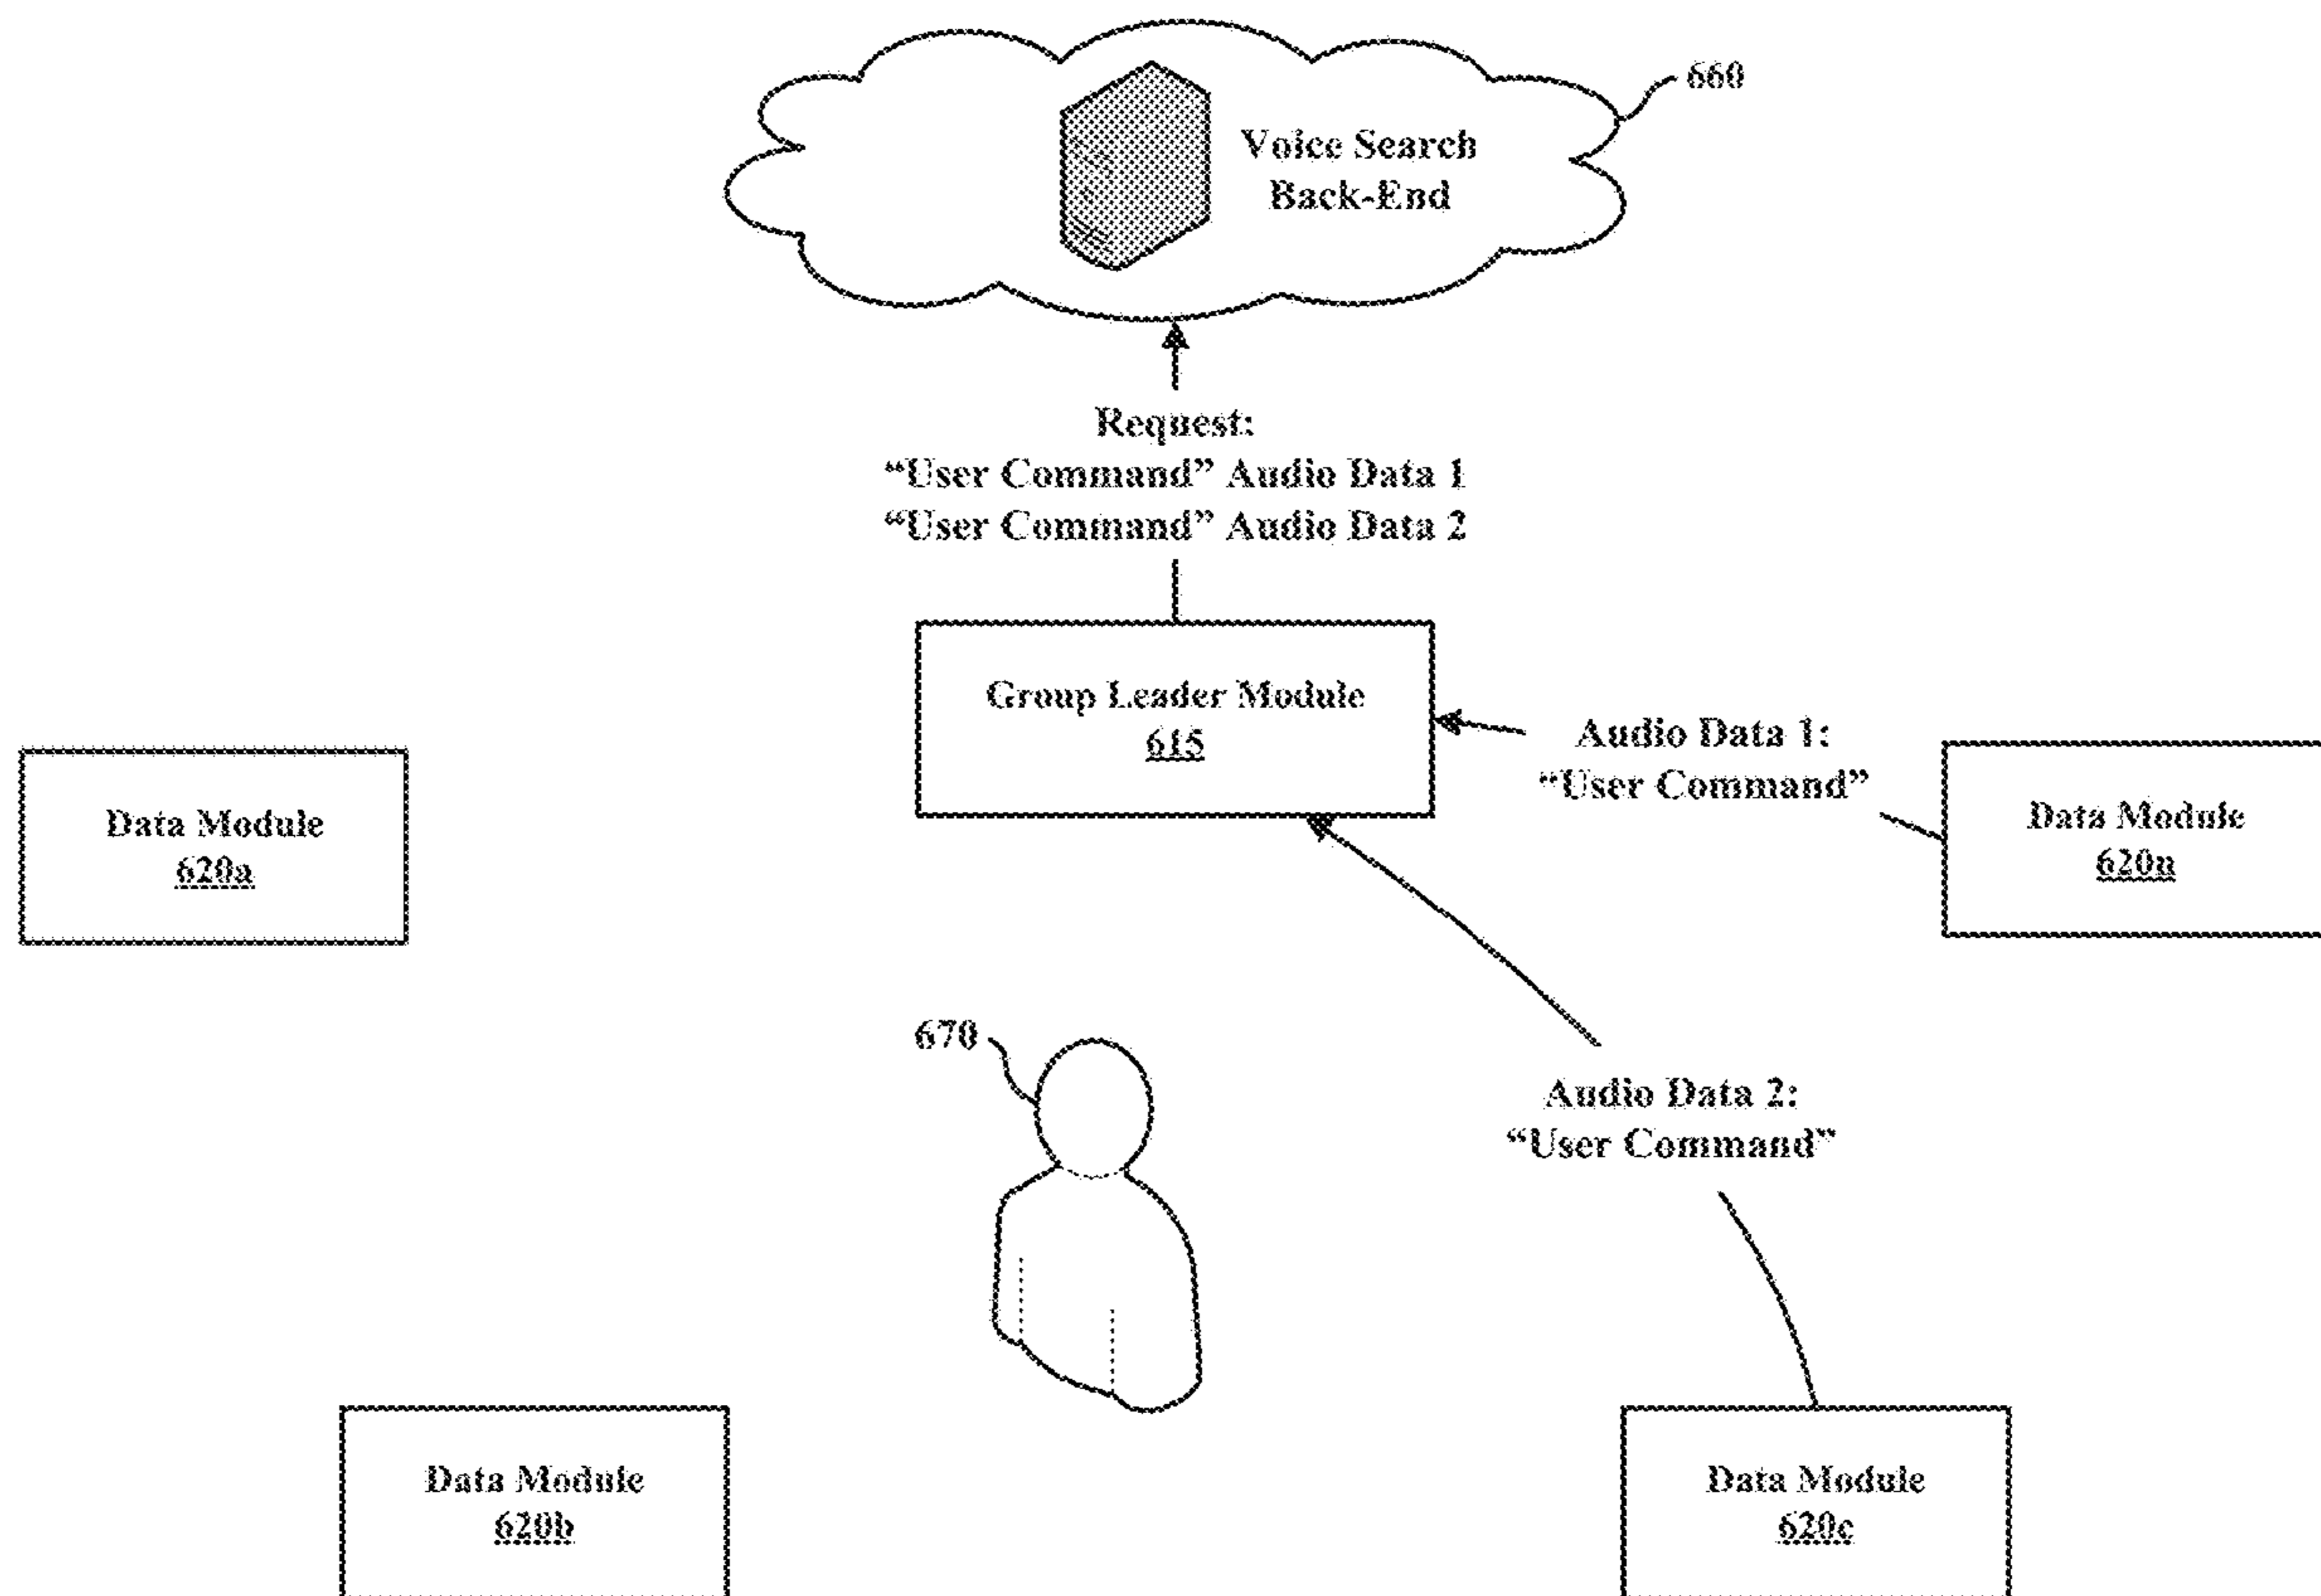 660
Voice Search
Back-End
Request:
“User Command” Audio Data 1
“User Command” Audio Data 2
Group Leader Module
615
Audio Data 1:
“User Command”
Data Module
620a
Data Module
620n
670
Audio Data 2:
“User Command”
Data Module
620b
Data Module
620c